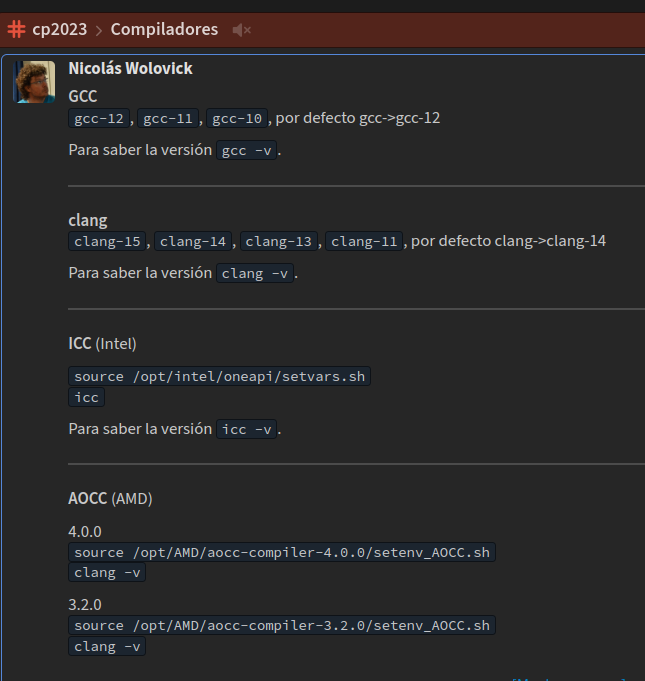 # cp2023 > Compiladores
Nicolás Wolovick
GCC
gcc-12, gcc-11, gcc-10, por defecto gcc->gcc-12
Para saber la versión gcc -v.
clang
clang-15, clang-14, clang-13, clang-11, por defecto clang->clang-14
Para saber la versión clang -v.
ICC (Intel)
source /opt/intel/oneapi/setvars.sh
icc
Para saber la versión icc -v.
AOCC (AMD)
4.0.0
source /opt/AMD/aocc-compiler-4.0.0/setenv_AOCC.sh
clang -v
3.2.0
source /opt/AMD/aocc-compiler-3.2.0/setenv_AOCC.sh
clang -v